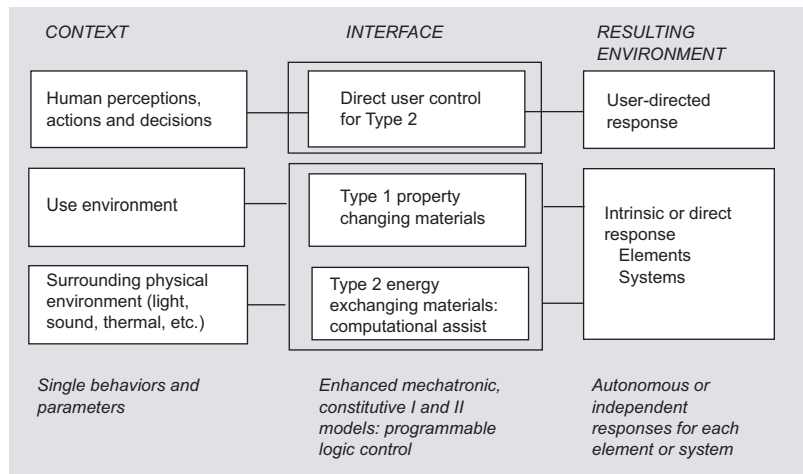 CONTEXT
INTERFACE
RESULTING
ENVIRONMENT
Human perceptions,
actions and decisions
Direct user control
for Type 2
User-directed
response
Use environment
Type 1 property
changing materials
Intrinsic or direct
response
Elements
Systems
Surrounding physical
environment (light,
sound, thermal, etc.)
Type 2 energy
exchanging materials:
computational assist
Single behaviors and
parameters
Enhanced mechatronic,
constitutive I and II
models: programmable
logic control
Autonomous or
independent
responses for each
element or system